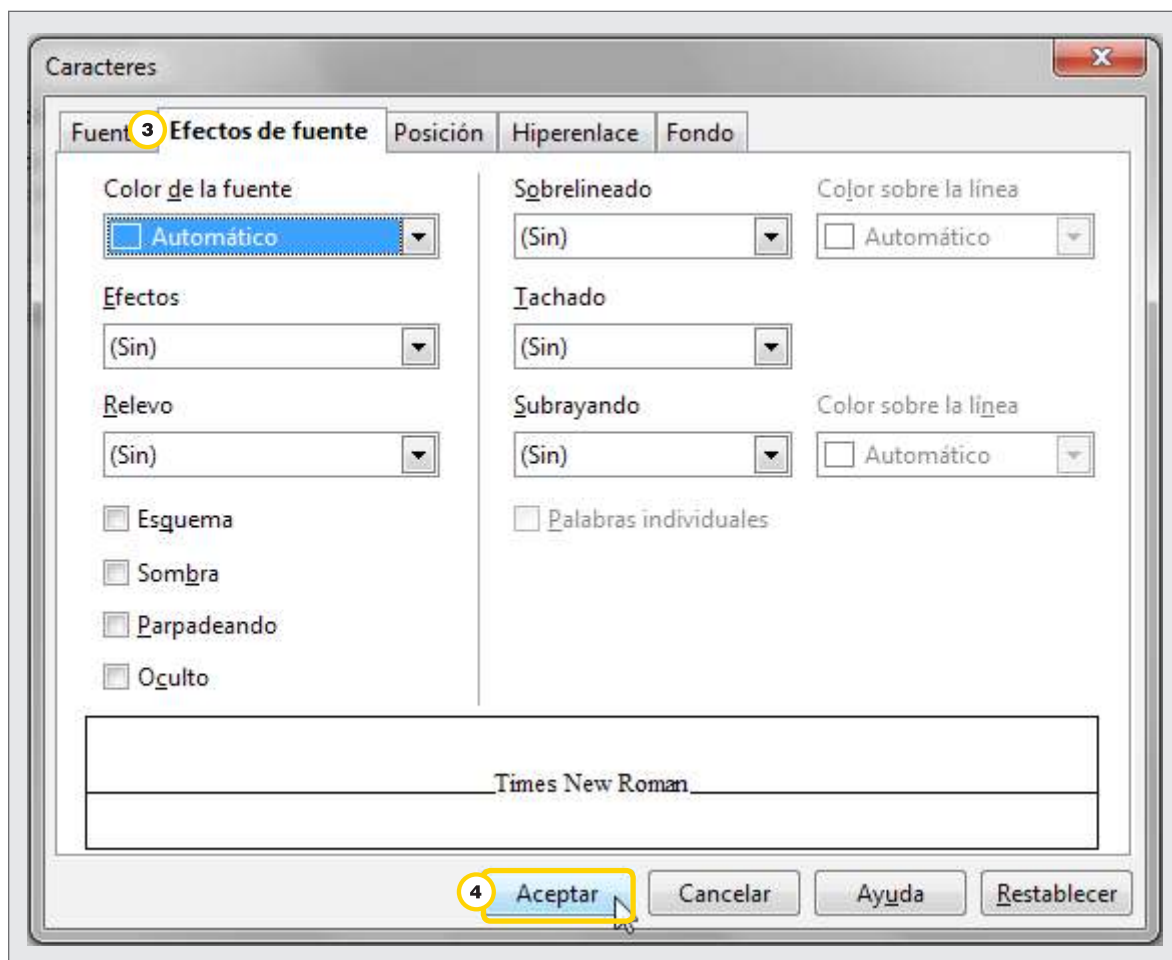 Caracteres
x
Fuent 3 Efectos de fuente Posición Hiperenlace Fondo
Color de la fuente
Automático
Efectos
(Sin)
Relevo
(Sin)
Esquema
Sombra
Parpadeando
Oculto
Sobrelineado
(Sin)
Color sobre la línea
Automático
Tachado
(Sin)
Subrayando
(Sin)
Color sobre la línea
Automático
Palabras individuales
Times New Roman
4 Aceptar Cancelar Ayuda Restablecer